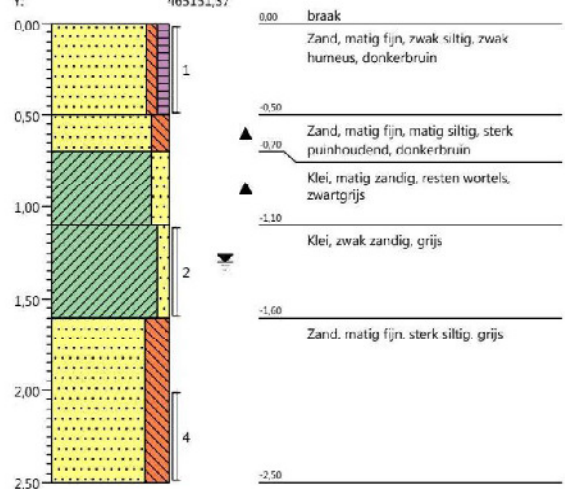 Y: 465151,37
0,00
0,50
1,00
1,50
2,00
2,50
1
2
4
0,00
braak
Zand, matig fijn, zwak siltig, zwak
humeus, donkerbruin
-0,50
Zand, matig fijn, matig siltig, sterk
puinhoudend, donkerbruin
-0,70
Klei, matig zandig, resten wortels,
zwartgrijs
-1,10
Klei, zwak zandig, grijs
-1,60
Zand, matig fijn, sterk siltig, grijs
-2,50